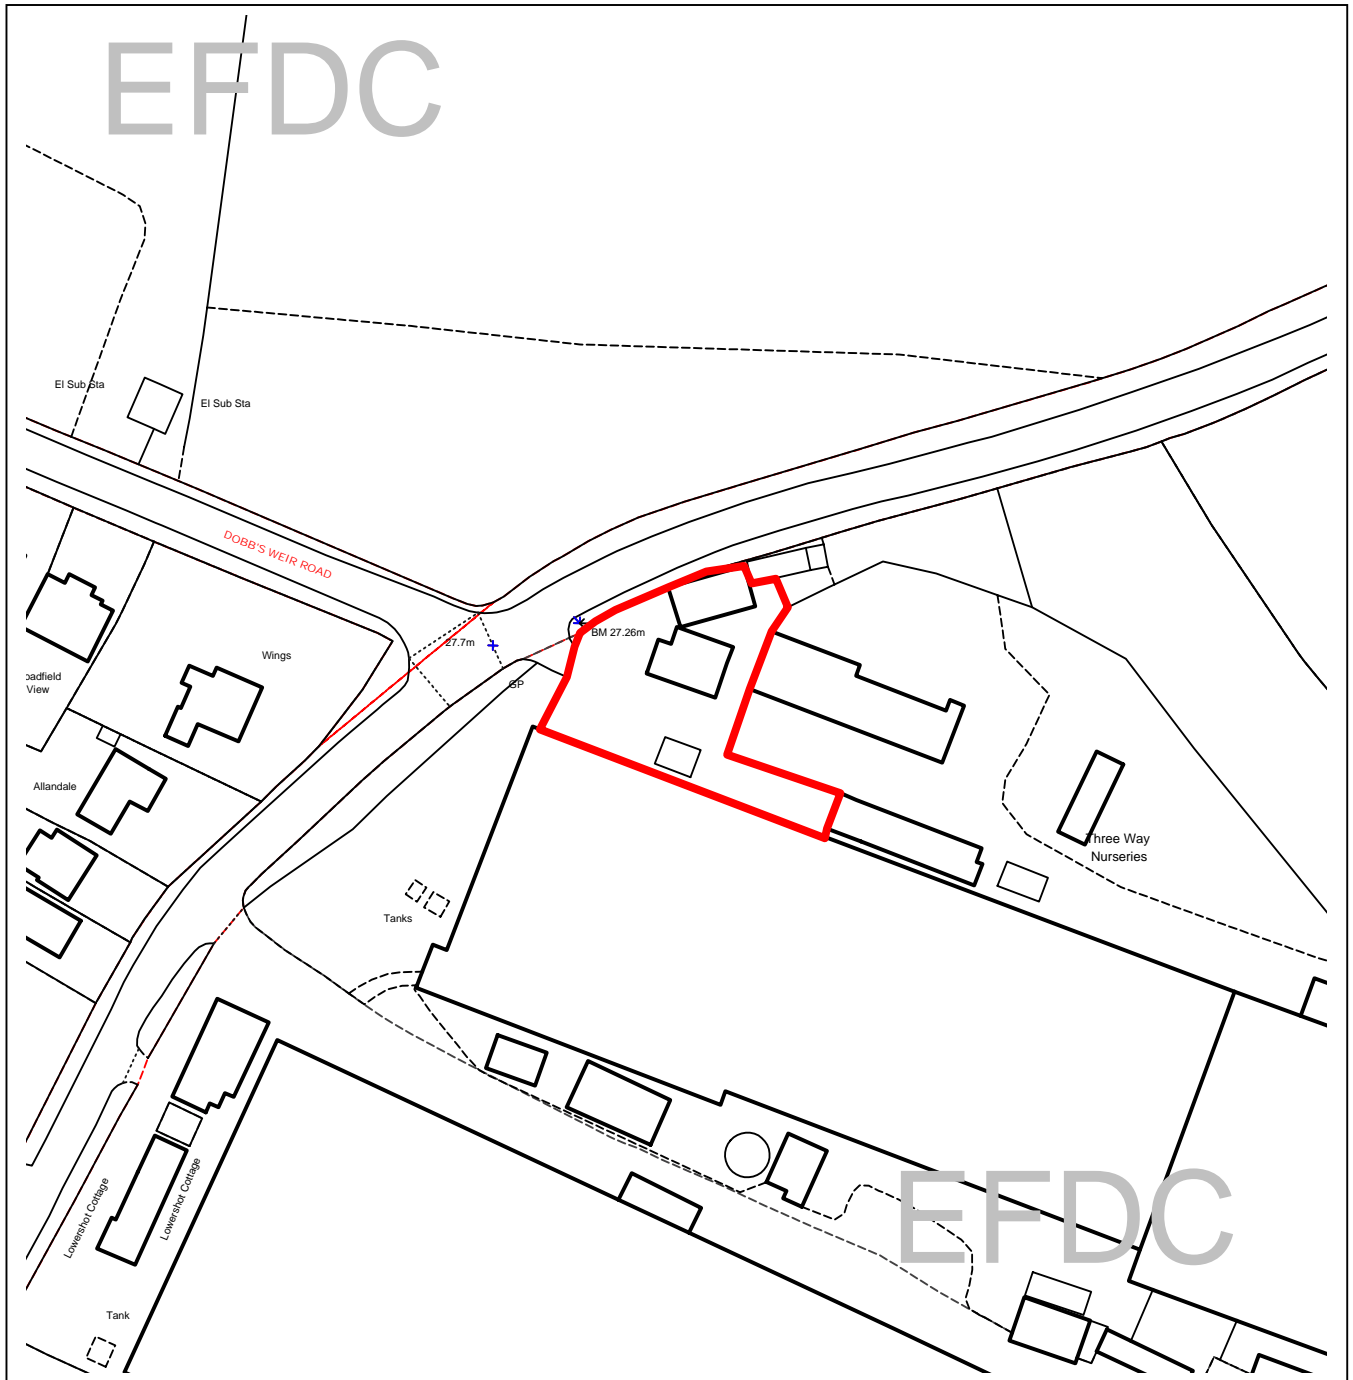 EFDC
El Sub Sta
El Sub Sta
DOBB'S WEIR ROAD
BM 27.26m
27.7m
Wings
GP
oadfield
View
Allandale
Three Way
Nurseries
Tanks
Lowershot Cottage
Lowershot Cottage
EFDC
Tank